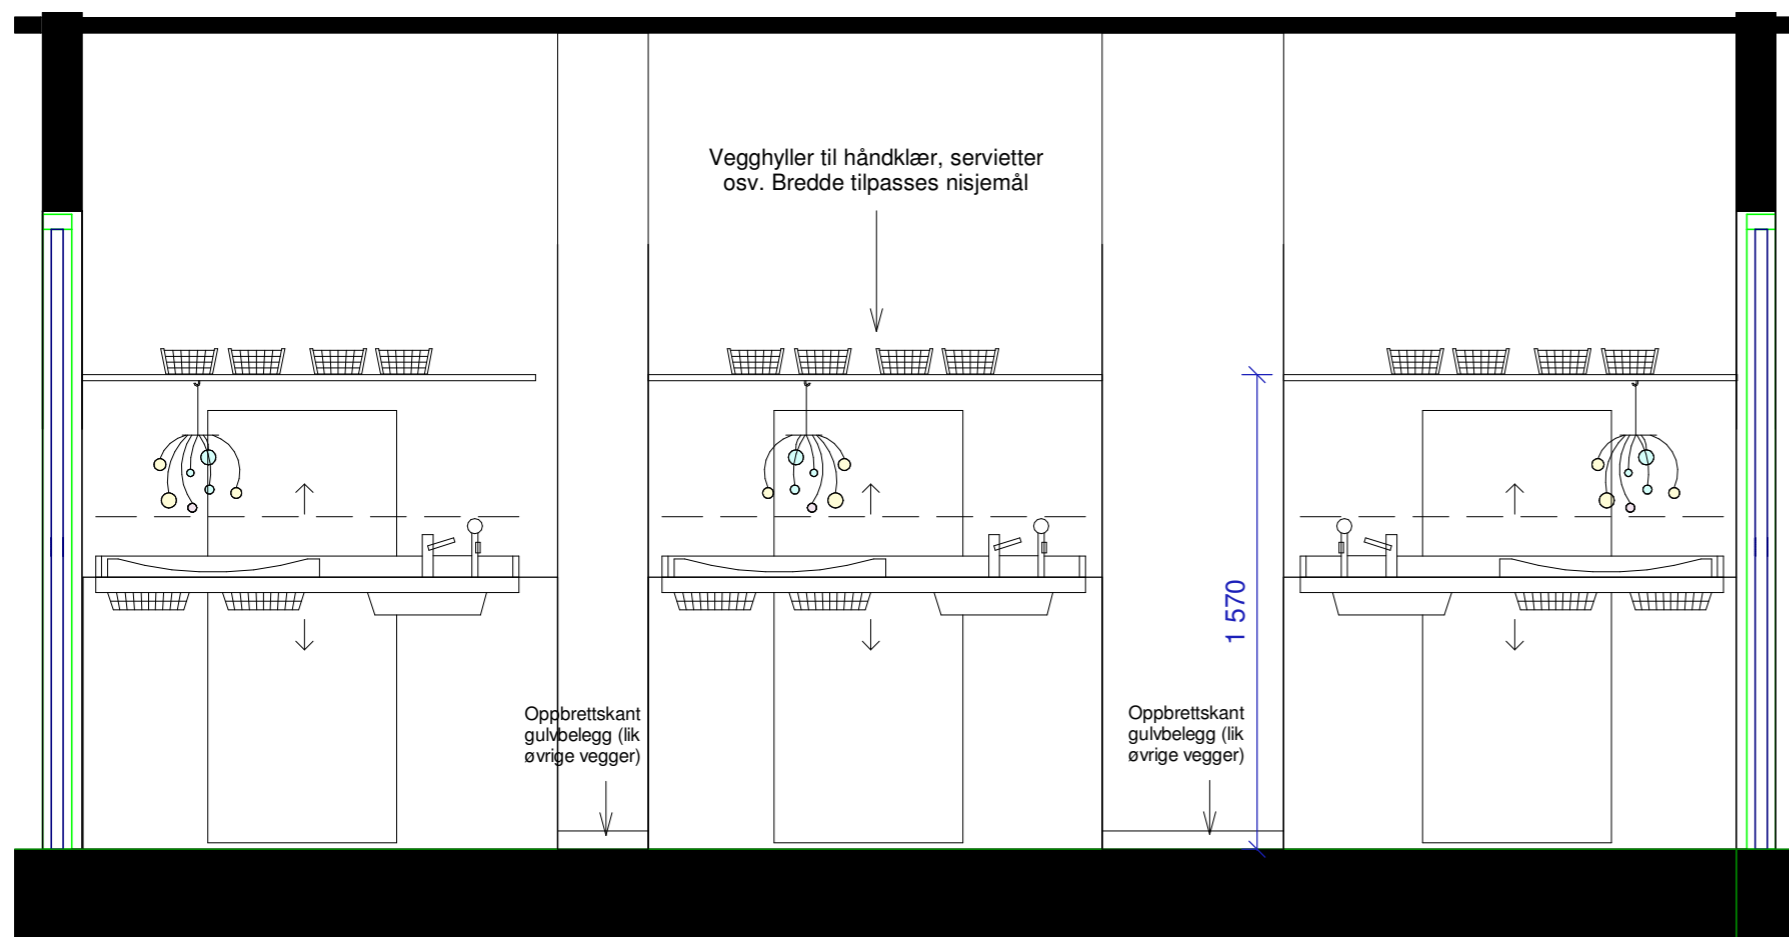 Vegghyller til håndklær, servietter
osv. Bredde tilpasses nisjemål
1 570
Oppbrettskant
gulvbelegg (lik
øvrige vegger)
Oppbrettskant
gulvbelegg (lik
øvrige vegger)